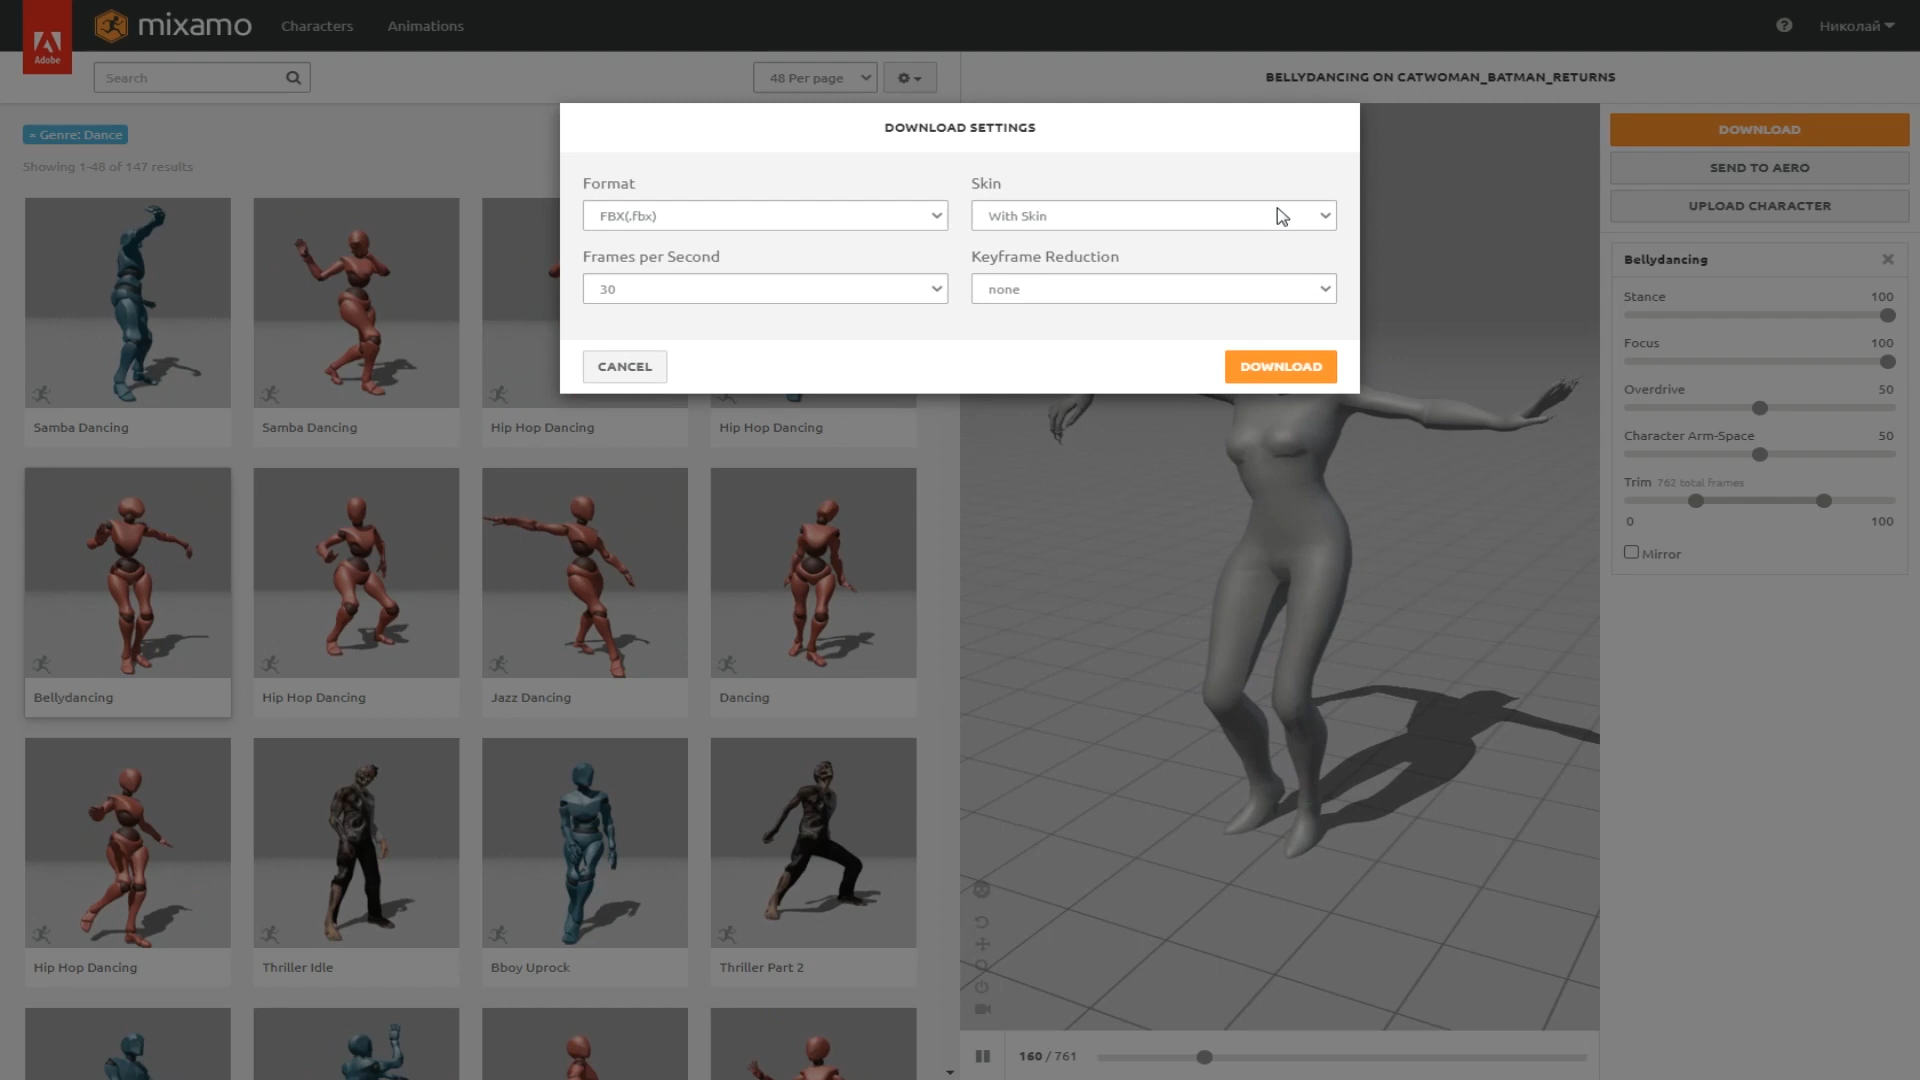 Adobe
mixamo
Characters
Animations
Николай
Search
48 Per page
BELLYDANCING ON CATWOMAN_BATMAN_RETURNS
× Genre: Dance
Showing 1-48 of 147 results
DOWNLOAD SETTINGS
Format
Skin
FBX(.fbx)
With Skin
Frames per Second
Keyframe Reduction
30
none
CANCEL
DOWNLOAD
DOWNLOAD
SEND TO AERO
UPLOAD CHARACTER
Bellydancing
Stance 100
Focus 100
Overdrive 50
Character Arm-Space 50
Trim 762 total frames
0 100
Mirror
Samba Dancing
Samba Dancing
Hip Hop Dancing
Hip Hop Dancing
Bellydancing
Hip Hop Dancing
Jazz Dancing
Dancing
Hip Hop Dancing
Thriller Idle
Bboy Uprock
Thriller Part 2
160 / 761